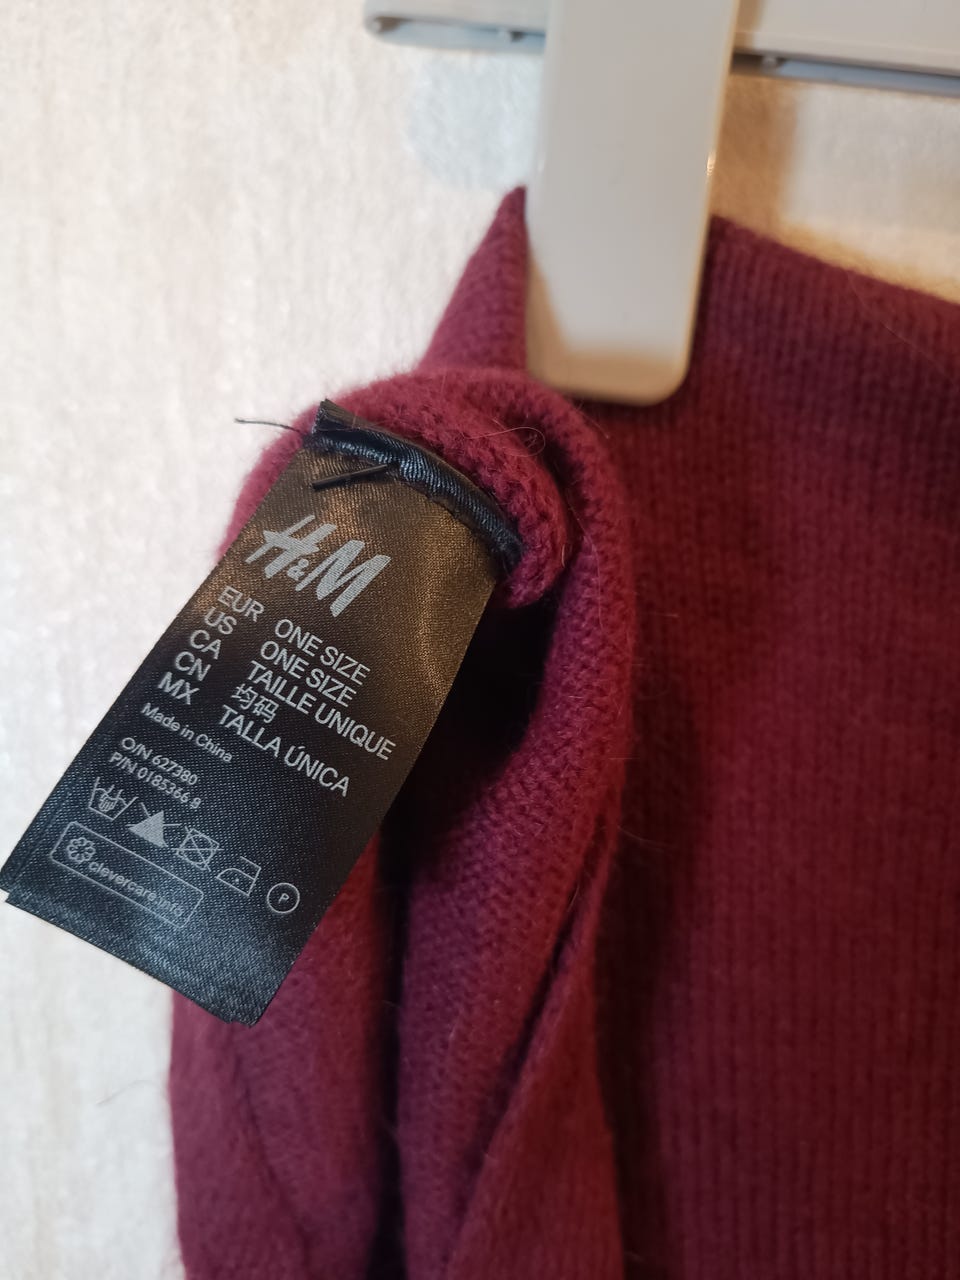 H&M
EUR ONE SIZE
US ONE SIZE
CA TAILLE UNIQUE
CN 均码
MX TALLA ÚNICA
Made in China
O/N 627380
P/N 0185366 8
P
clevercare.info